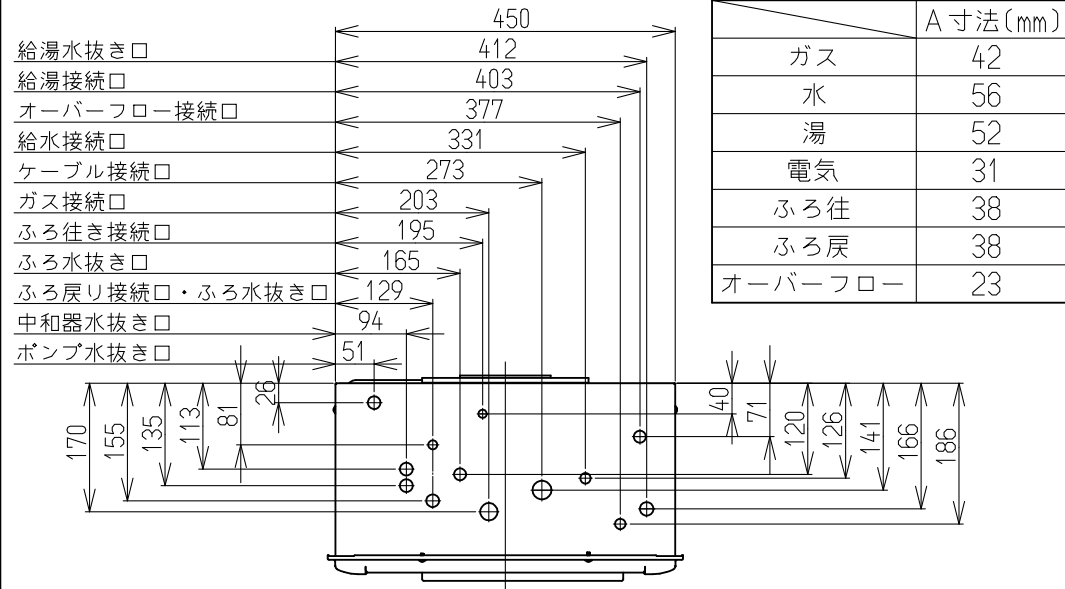 450
給湯水抜き口 412
給湯接続口 403
オーバーフロー接続口 377
給水接続口 331
ケーブル接続口 273
ガス接続口 203
ふろ往き接続口 195
ふろ水抜き口 165
ふろ戻り接続口・ふろ水抜き口 129
中和器水抜き口 94
ポンプ水抜き口 51
A寸法(mm)
ガス 42
水 56
湯 52
電気 31
ふろ往 38
ふろ戻 38
オーバーフロー 23
170
155
135
113
81
26
40
71
120
126
141
166
186